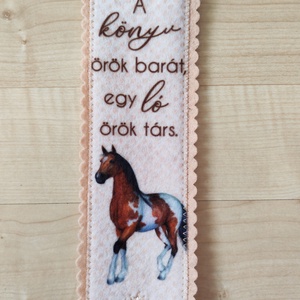 A
könyv
örök barát,
egy ló
örök társ.